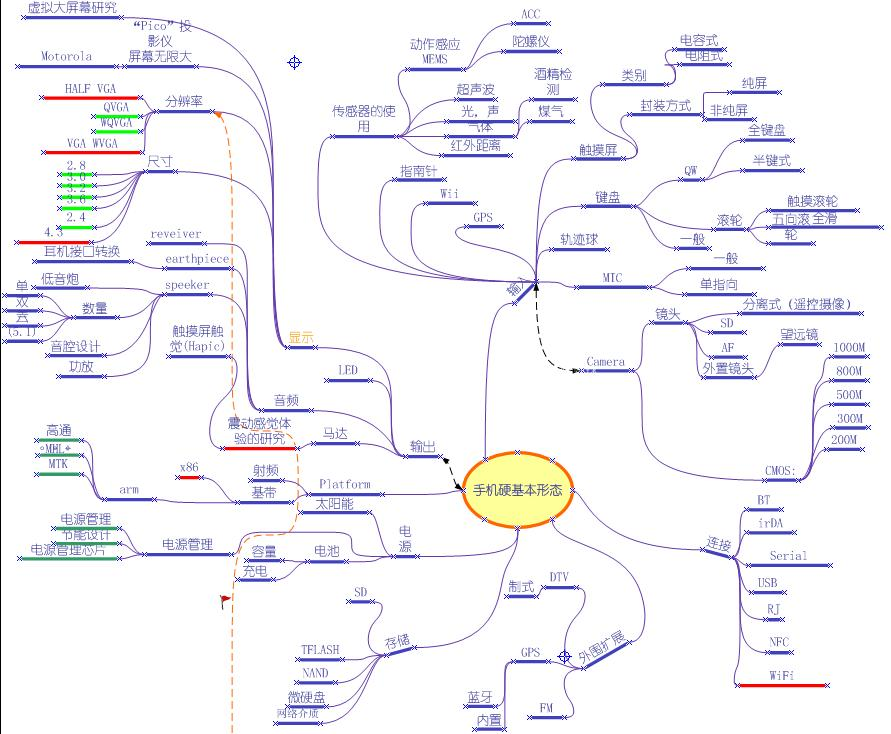 虚拟大屏幕研究
“Pico”投
影仪
Motorola
屏幕无限大
HALF VGA
QVGA
WQVGA
VGA WVGA
分辨率
2.8
3.0
3.2
3.6
2.4
4.3
尺寸
reveiver
耳机接口转换
earphiece
低音炮
speeker
单
双
数量
(5.1)
音腔设计
功放
触摸屏触
觉(Hapic)
显示
LED
音频
震动感觉体
验的研究
马达
输出
高通
MTK
arm
x86
射频
基带
Platform
太阳能
电源管理
节能设计
电源管理芯片
电源管理
容量
充电
电池
电
源
SD
TFLASH
NAND
微硬盘
网络介质
存储
手机硬基本形态
ACC
陀螺仪
动作感应
MEMS
超声波
光，声
气体
红外距离
酒精检
测
煤气
传感器的使
用
指南针
Wii
GPS
输入
电容式
电阻式
类别
纯屏
非纯屏
封装方式
触摸屏
全键盘
半键式
QW
键盘
触摸滚轮
五向滚 全滑
轮
滚轮
一般
轨迹球
MIC
一般
单指向
镜头
分离式（遥控摄像）
SD
AF
望远镜
外置镜头
Camera
1000M
800M
500M
300M
200M
CMOS:
连接
BT
irDA
Serial
USB
RJ
NFC
WiFi
制式
DTV
外围扩展
GPS
蓝牙
内置
FM